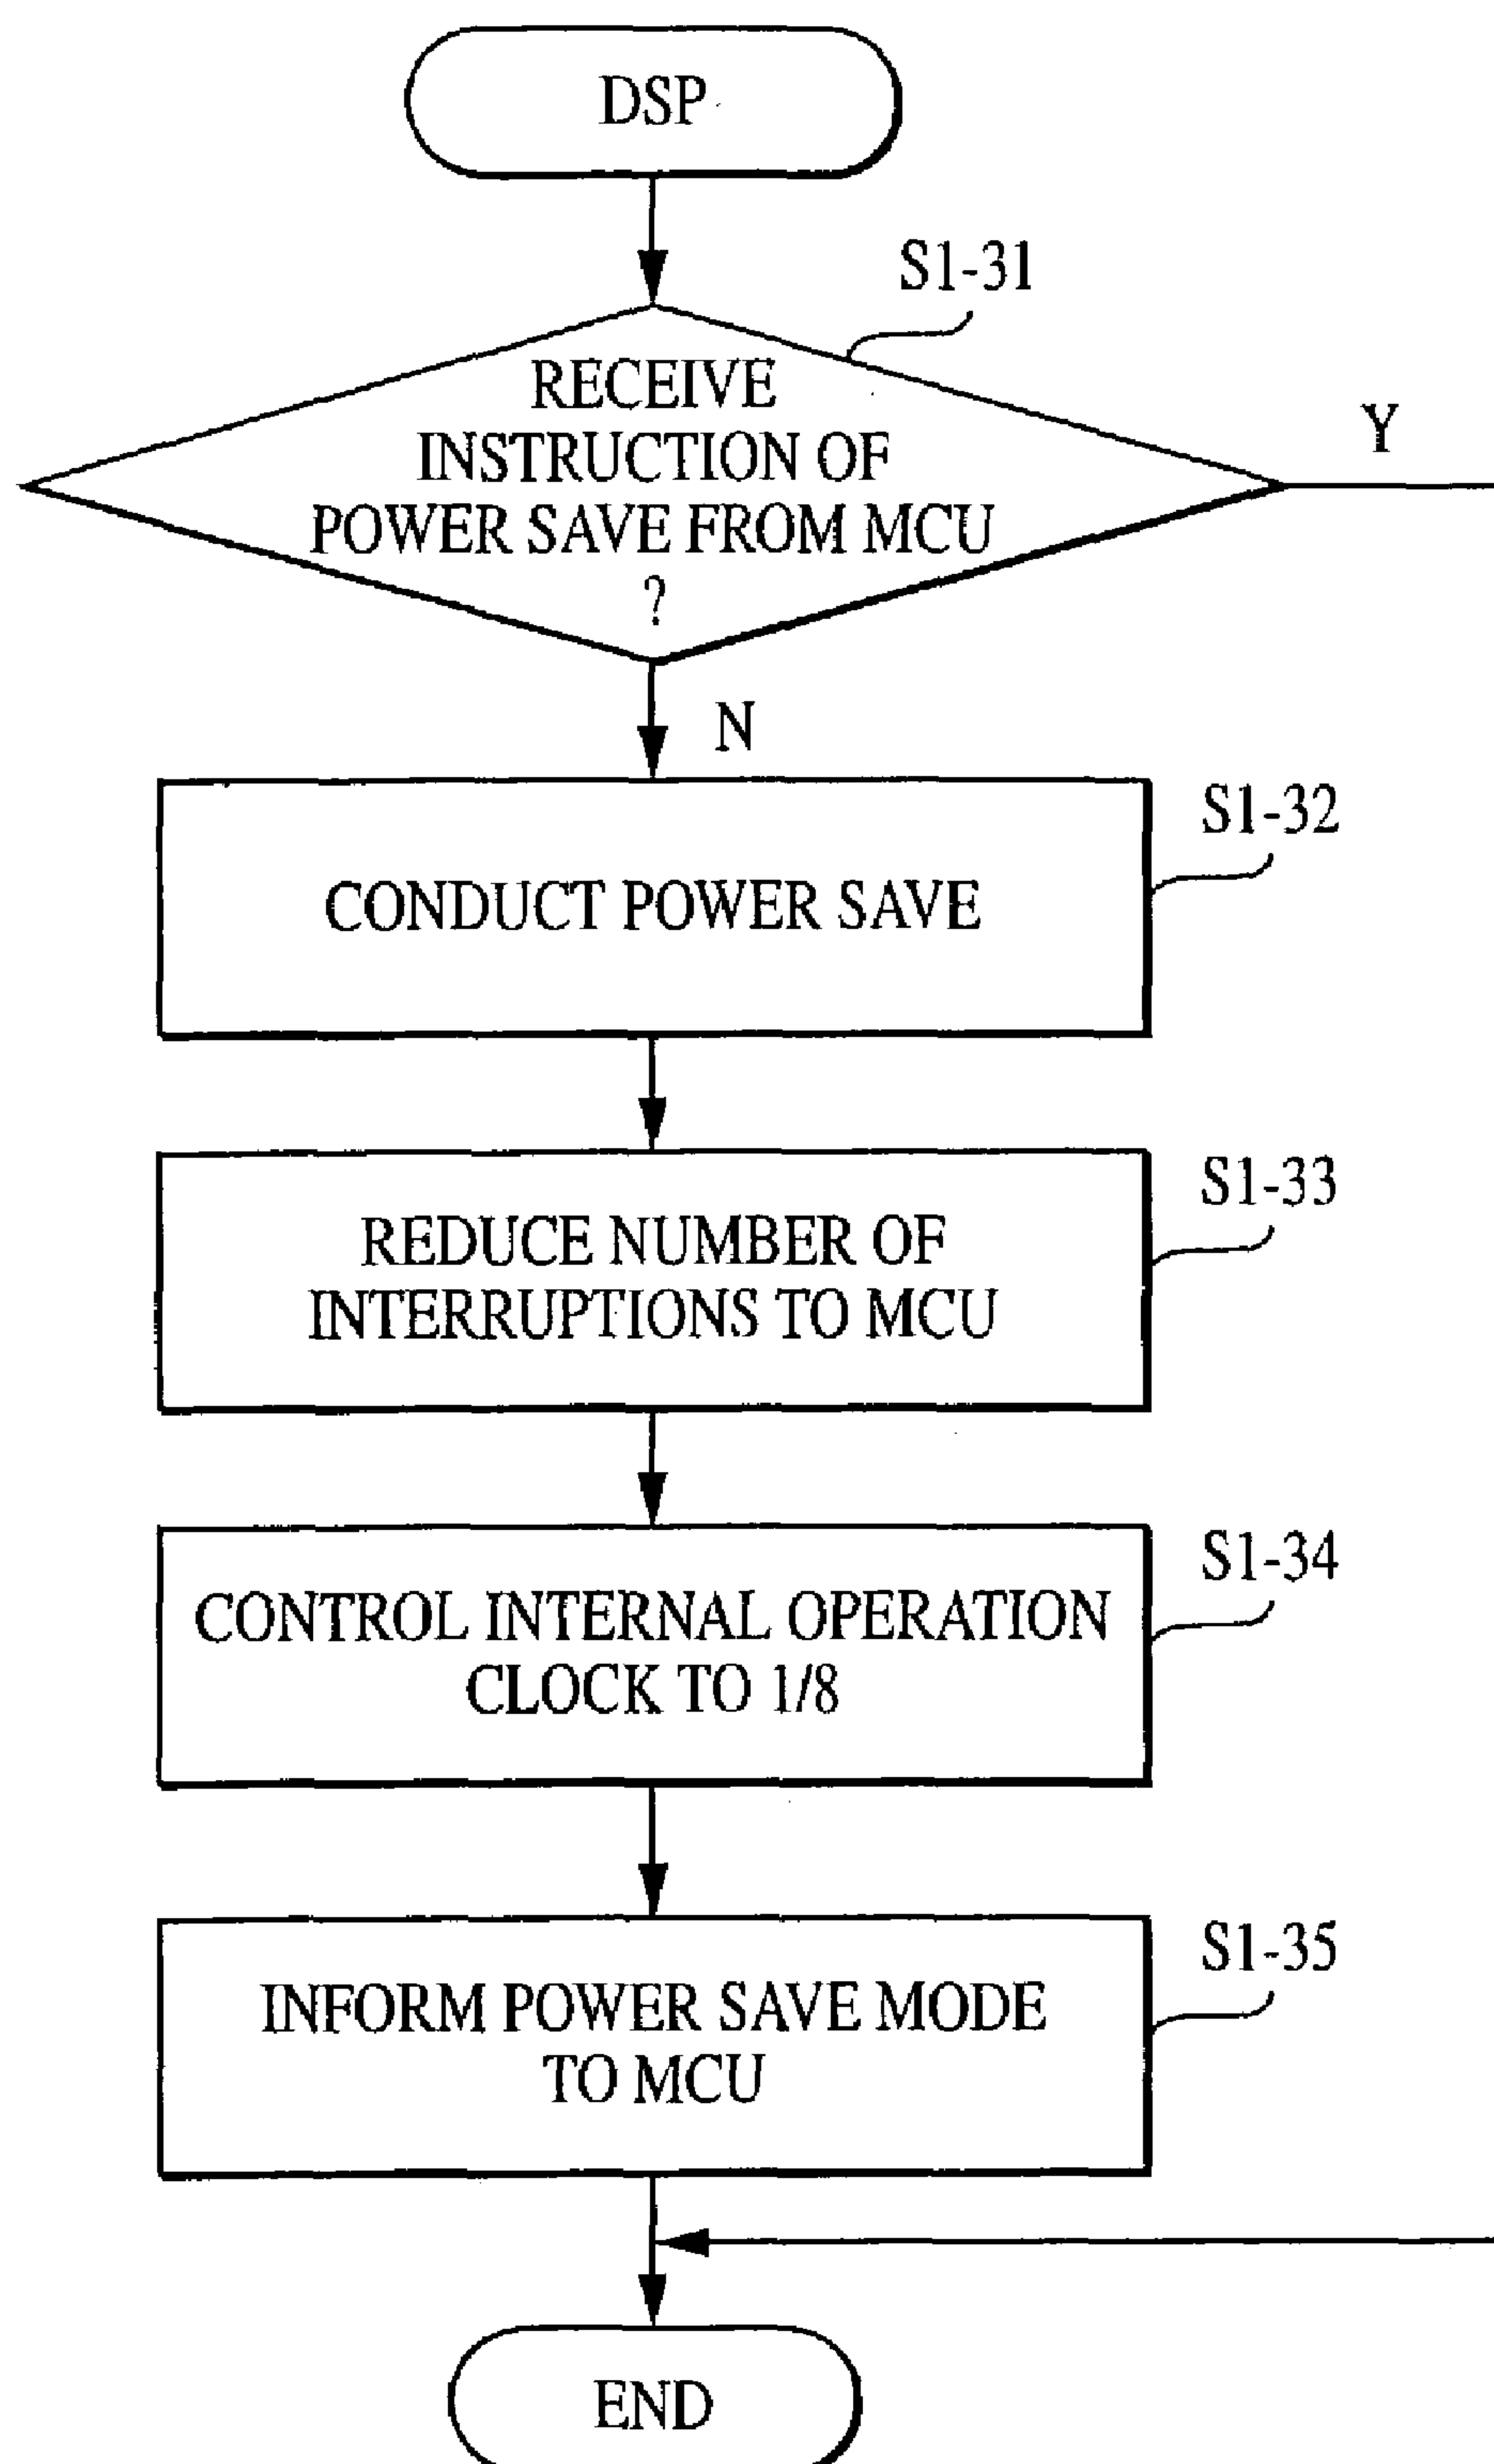 DSP
S1-31
RECEIVE
INSTRUCTION OF
POWER SAVE FROM MCU
?
Y
N
S1-32
CONDUCT POWER SAVE
S1-33
REDUCE NUMBER OF
INTERRUPTIONS TO MCU
S1-34
CONTROL INTERNAL OPERATION
CLOCK TO 1/8
S1-35
INFORM POWER SAVE MODE
TO MCU
END